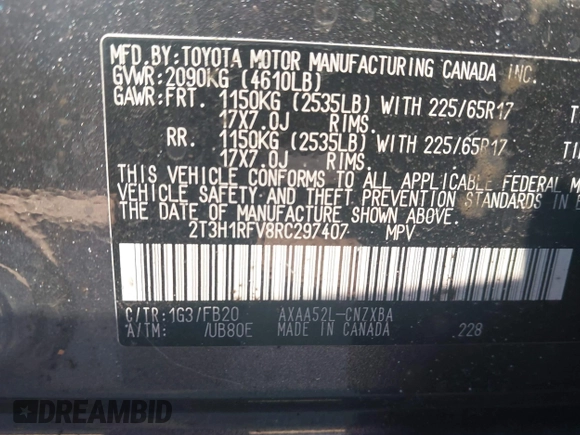 MFD.BY: TOYOTA MOTOR MANUFACTURING CANADA INC.
GVWR: 2090KG (4610LB)
GAWR: FRT. 1150KG (2535LB) WITH 225/65R17
17X7.0J RIMS.
RR. 1150KG (2535LB) WITH 225/65R17
17X7.0J RIMS.
THIS VEHICLE CONFORMS TO ALL APPLICABLE FEDERAL
VEHICLE SAFETY AND THEFT PREVENTION STANDARDS IN
THE DATE OF MANUFACTURE SHOWN ABOVE.
2T3H1RFV8RC297407 MPV
C/TR: 1G3/FB20 AXAA52L-CNZXBA
A/TM: /UB80E MADE IN CANADA 228
DREAMBID